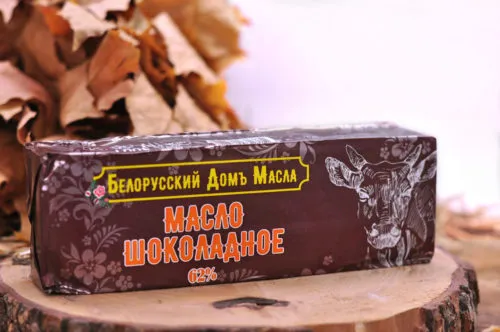 Белорусский Домъ Масла
Масло
шоколадное
62%